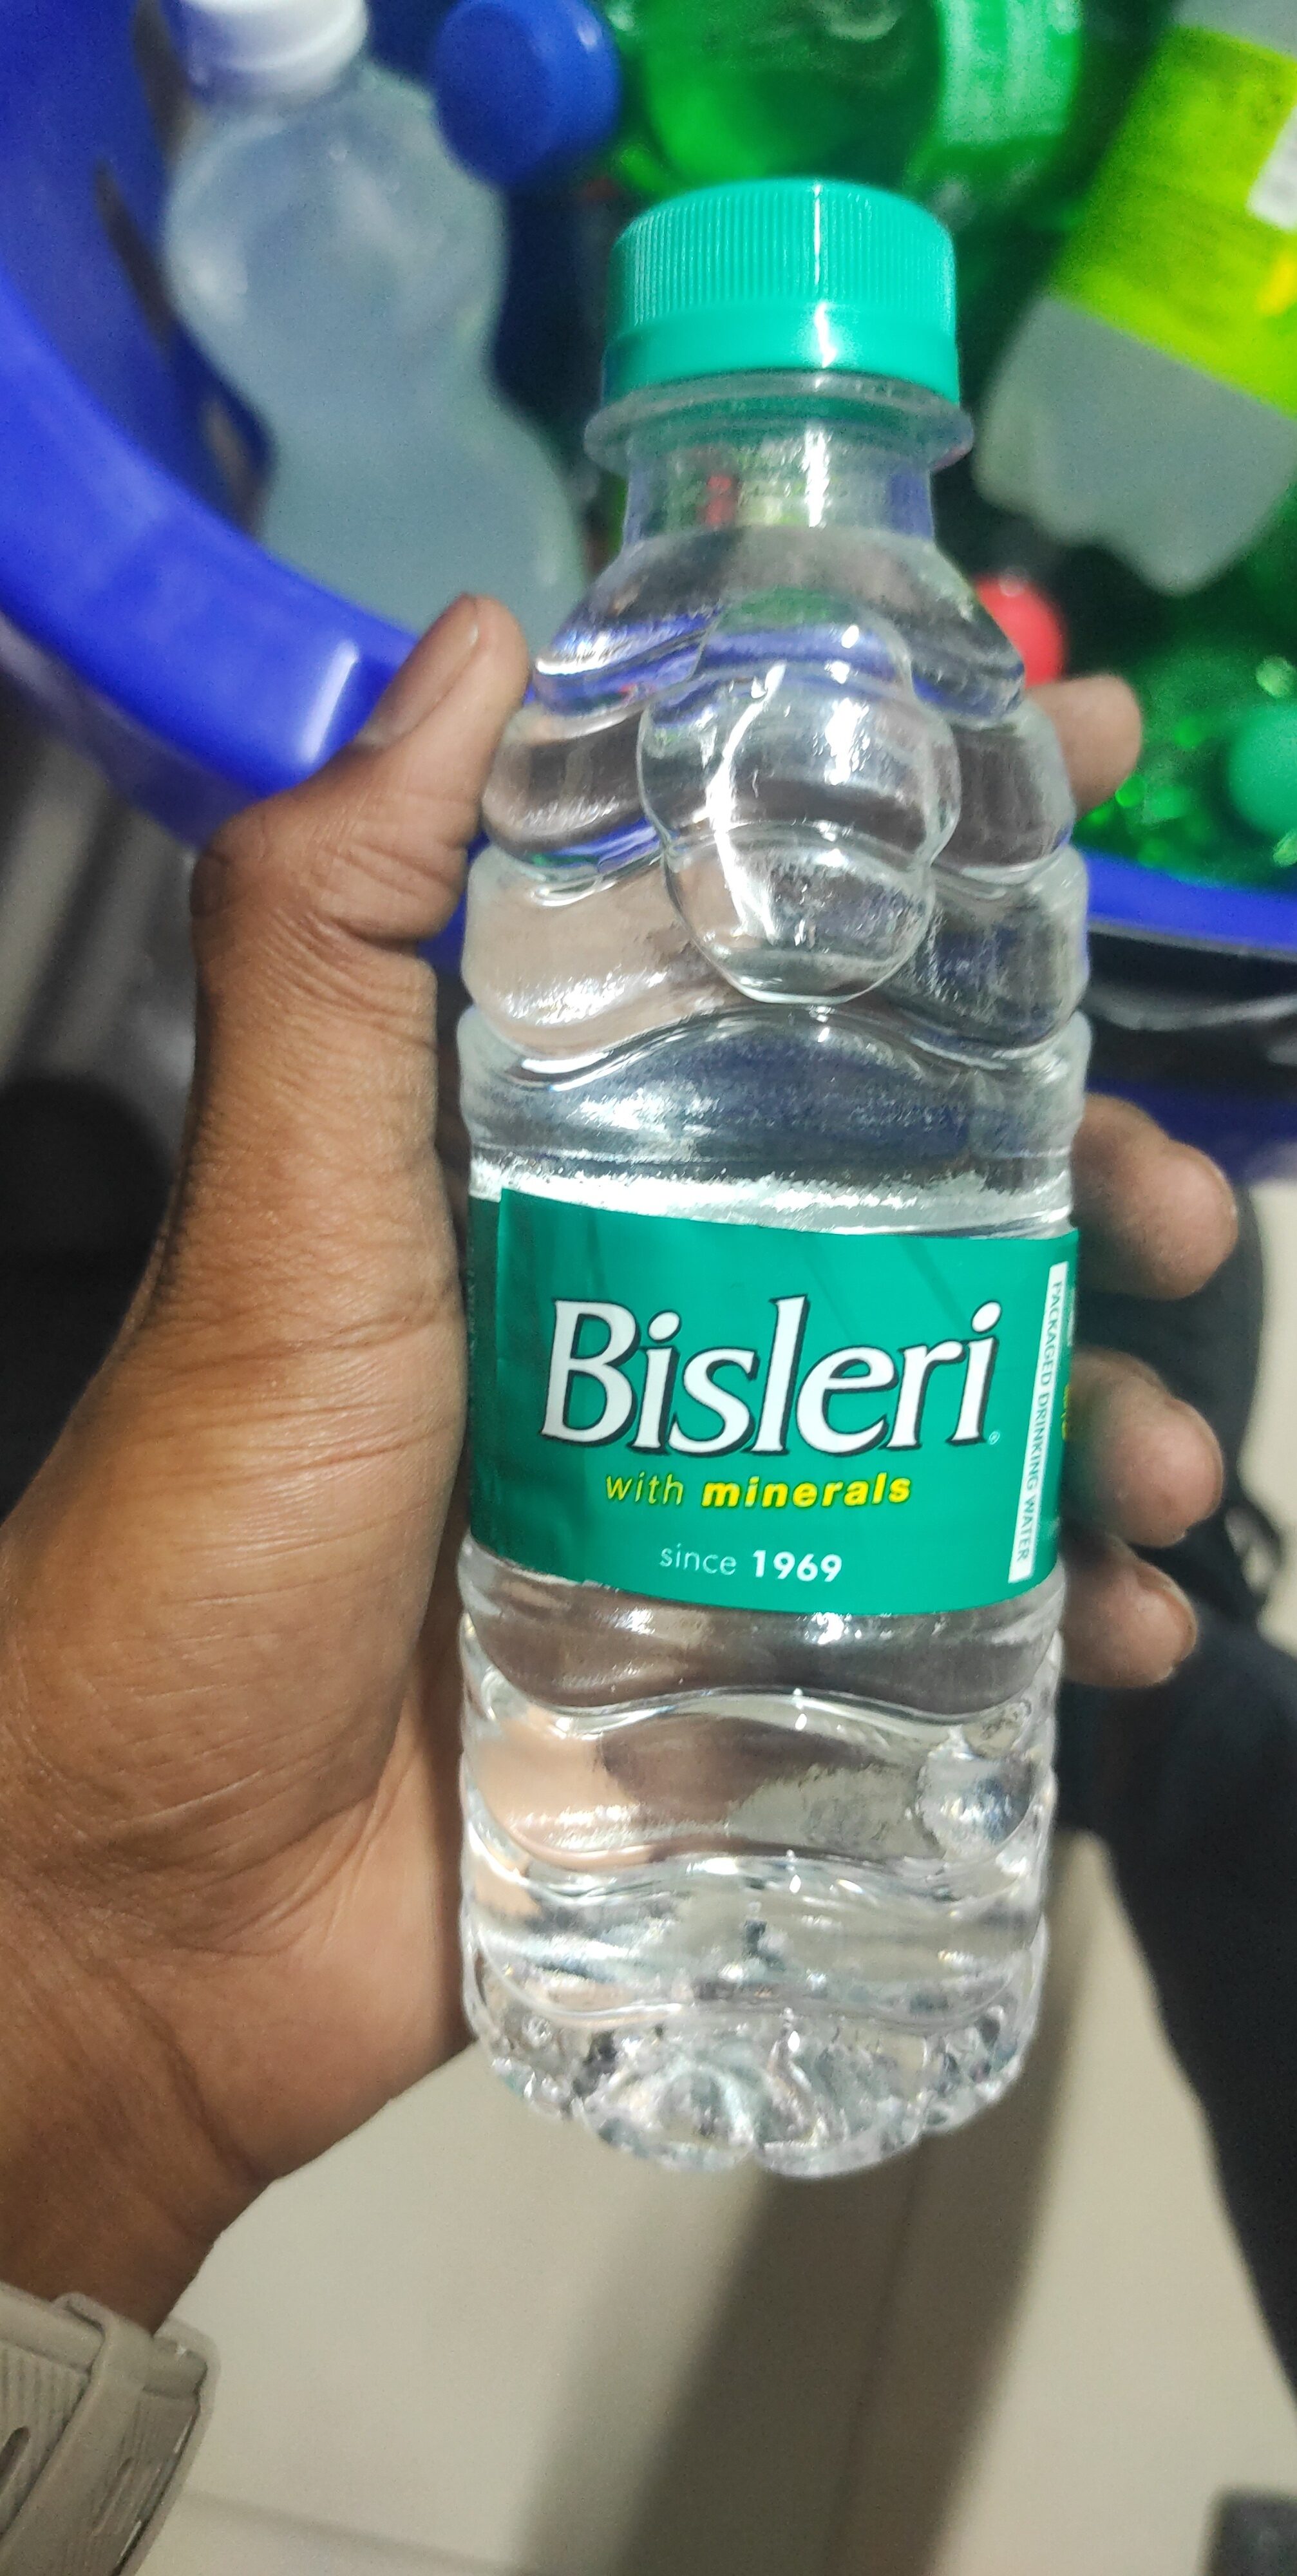 Bisleri
with minerals
since 1969
PACKAGED DRINKING WATER